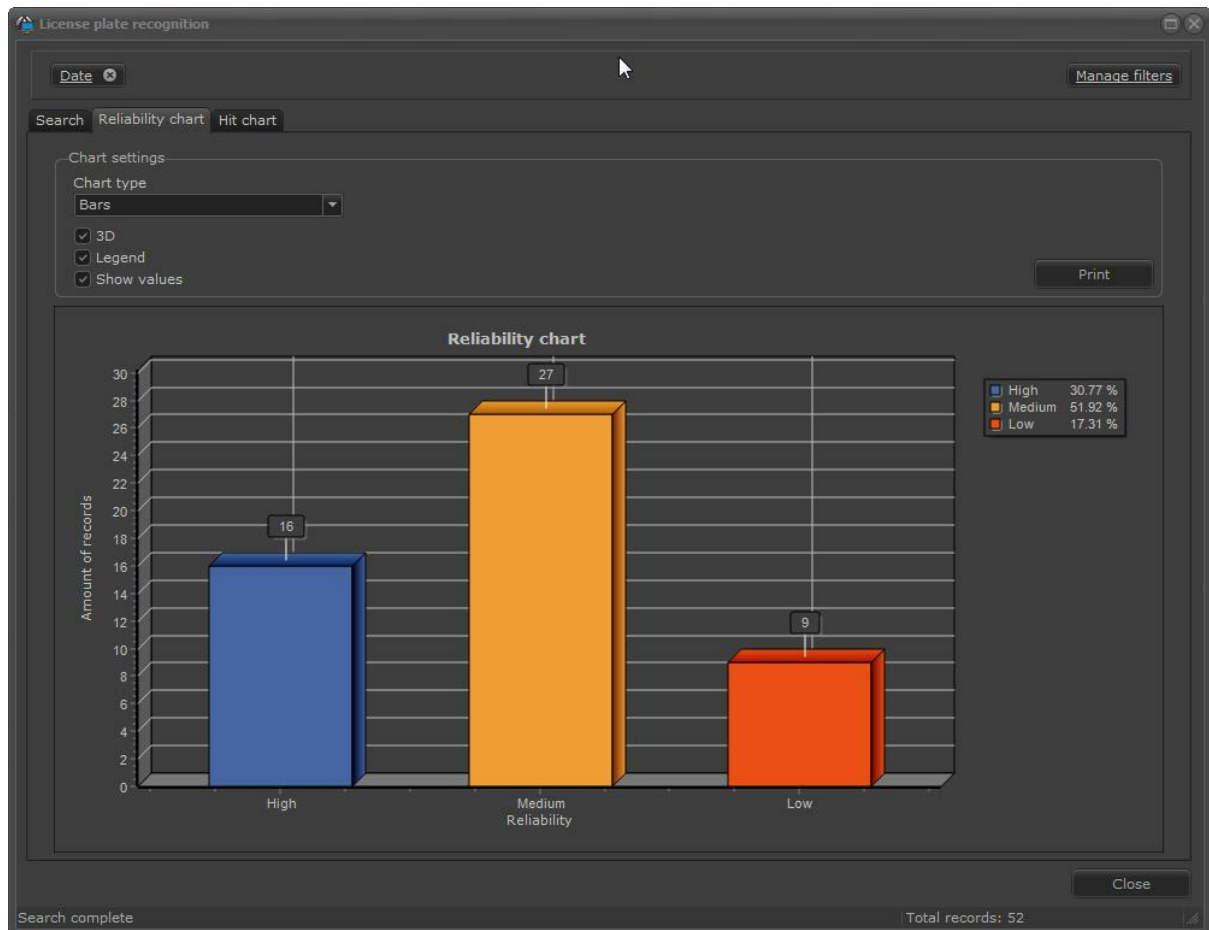 License plate recognition
Date
Manage filters
Search Reliability chart Hit chart
Chart settings
Chart type
Bars
3D
Legend
Show values
Print
Reliability chart
30
28
26
24
22
20
18
16
14
12
10
8
6
4
2
0
Amount of records
16
27
9
High Medium Low
Reliability
High 30.77 %
Medium 51.92 %
Low 17.31 %
Close
Search complete Total records: 52